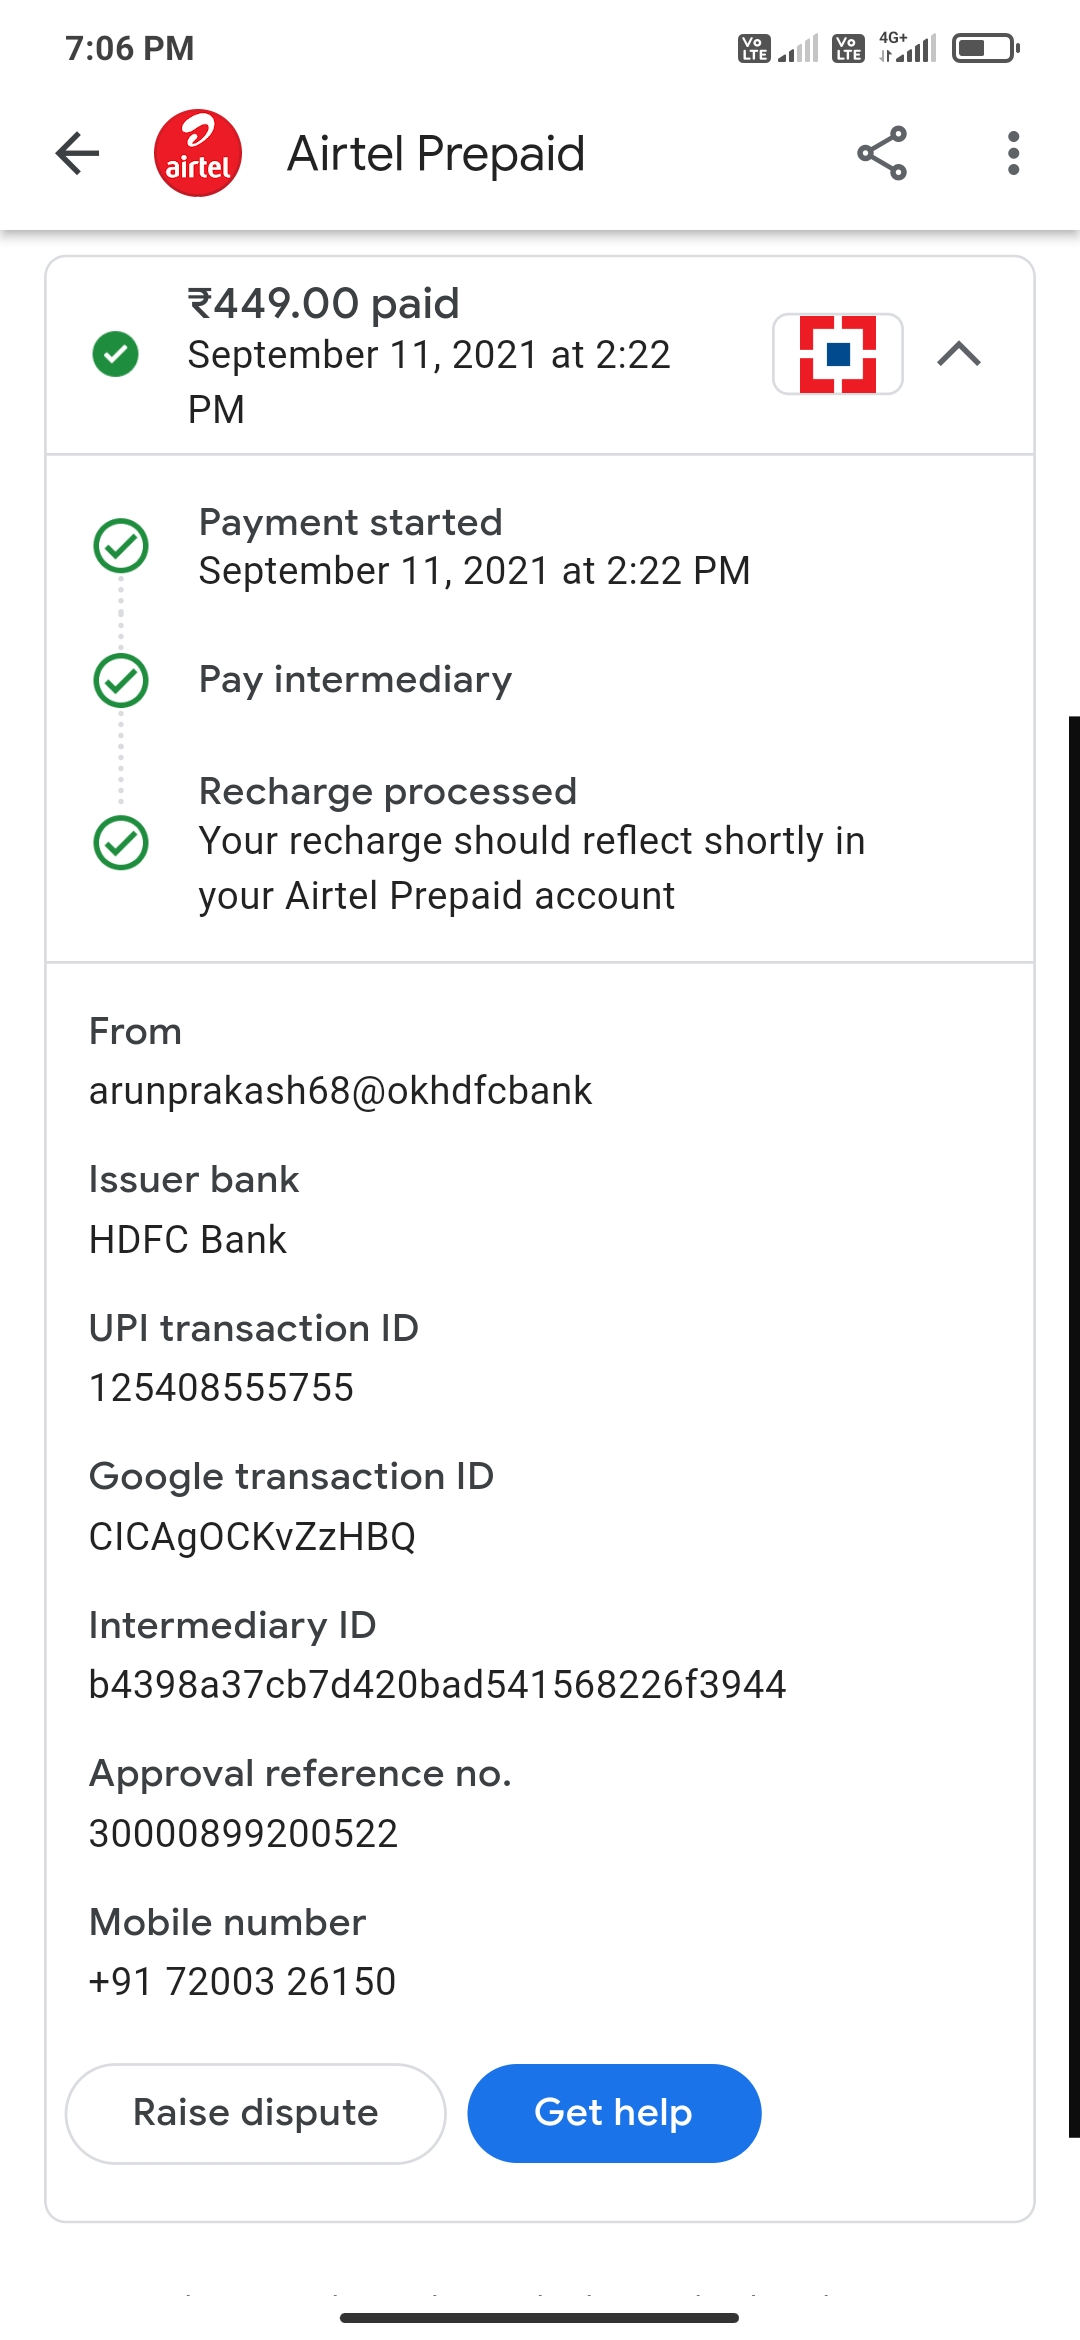 7:06 PM
Vo LTE
Vo LTE
4G+
airtel
Airtel Prepaid
₹449.00 paid
September 11, 2021 at 2:22
PM
Payment started
September 11, 2021 at 2:22 PM
Pay intermediary
Recharge processed
Your recharge should reflect shortly in
your Airtel Prepaid account
From
arunprakash68@okhdfcbank
Issuer bank
HDFC Bank
UPI transaction ID
125408555755
Google transaction ID
CICAgOCKvZzHBQ
Intermediary ID
b4398a37cb7d420bad541568226f3944
Approval reference no.
30000899200522
Mobile number
+91 72003 26150
Raise dispute
Get help